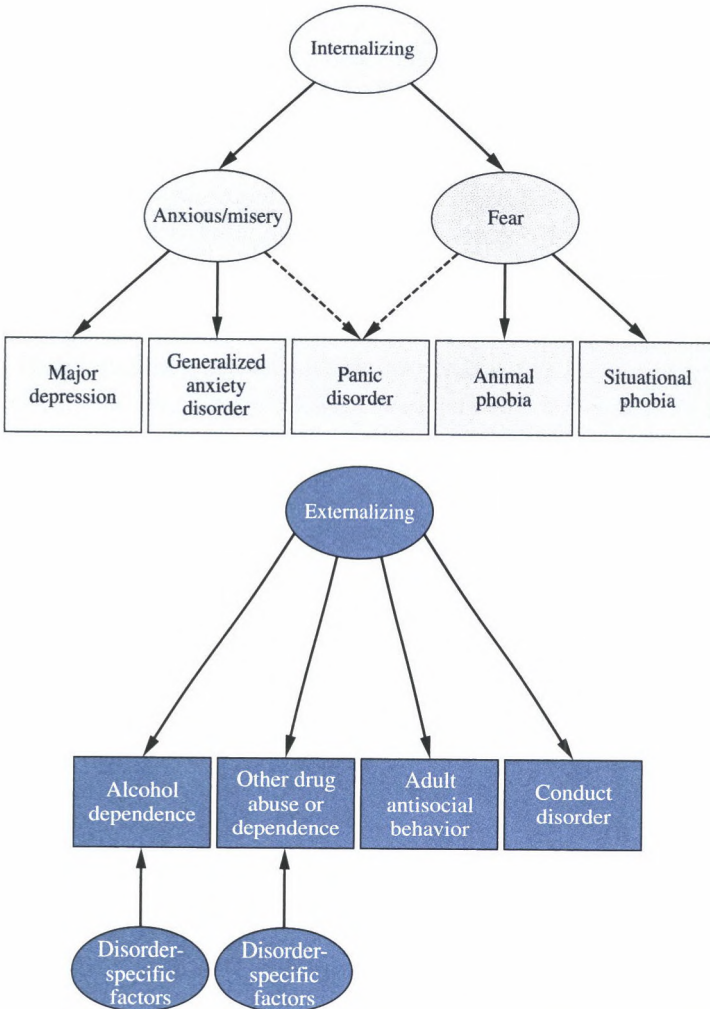 Internalizing
Anxious/misery
Fear
Major
depression
Generalized
anxiety
disorder
Panic
disorder
Animal
phobia
Situational
phobia
Externalizing
Alcohol
dependence
Other drug
abuse or
dependence
Adult
antisocial
behavior
Conduct
disorder
Disorder-
specific
factors
Disorder-
specific
factors